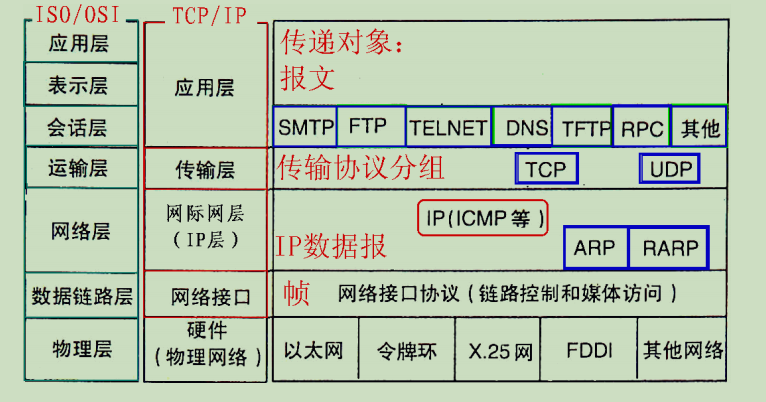 ISO/OSI TCP/IP
应用层 传递对象：
表示层 应用层 报文
会话层 SMTP FTP TELNET DNS TFTP RPC 其他
运输层 传输层 传输协议分组 TCP UDP
网络层 网际网层 IP(ICMP等)
(IP层) IP数据报 ARP RARP
数据链路层 网络接口 帧 网络接口协议(链路控制和媒体访问)
物理层 硬件 以太网 令牌环 X.25网 FDDI 其他网络
(物理网络)